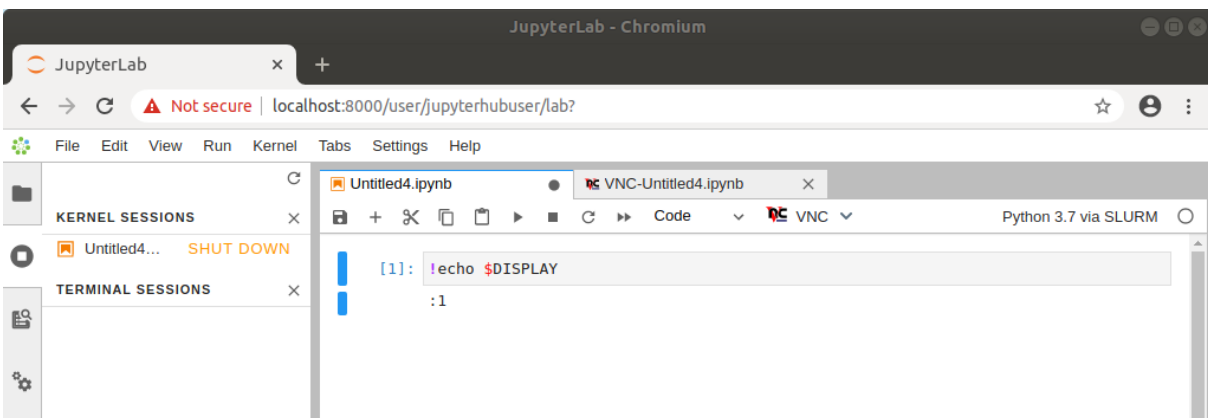 JupyterLab - Chromium
JupyterLab
Not secure | localhost:8000/user/jupyterhubuser/lab?
File Edit View Run Kernel Tabs Settings Help
Untitled4.ipynb VNC-Untitled4.ipynb
KERNEL SESSIONS
Code VNC Python 3.7 via SLURM
Untitled4... SHUT DOWN
[1]: !echo $DISPLAY
TERMINAL SESSIONS
:1